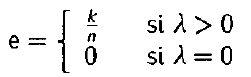 e = { k/n si λ > 0
0 si λ = 0